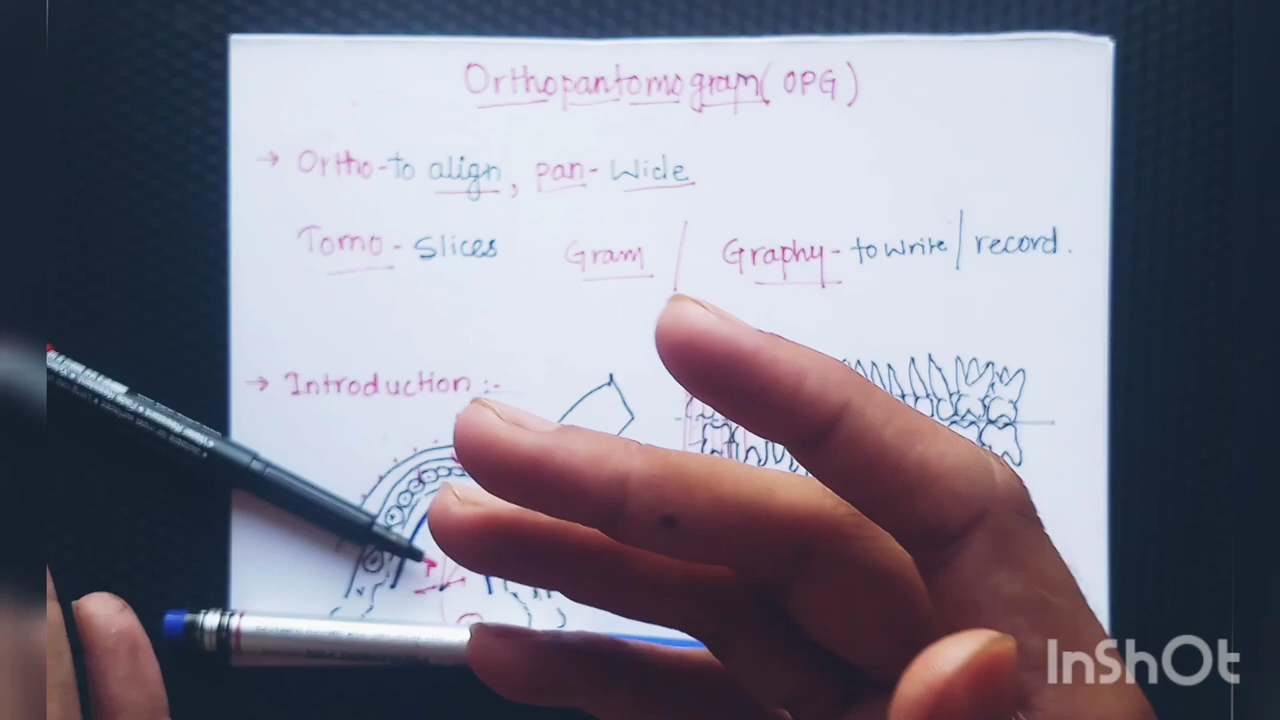 Orthopantomogram( OPG )
→ Ortho-to align, pan- Wide
Tomo - Slices Gram / Graphy- to write / record.
→ Introduction :-
InShOt